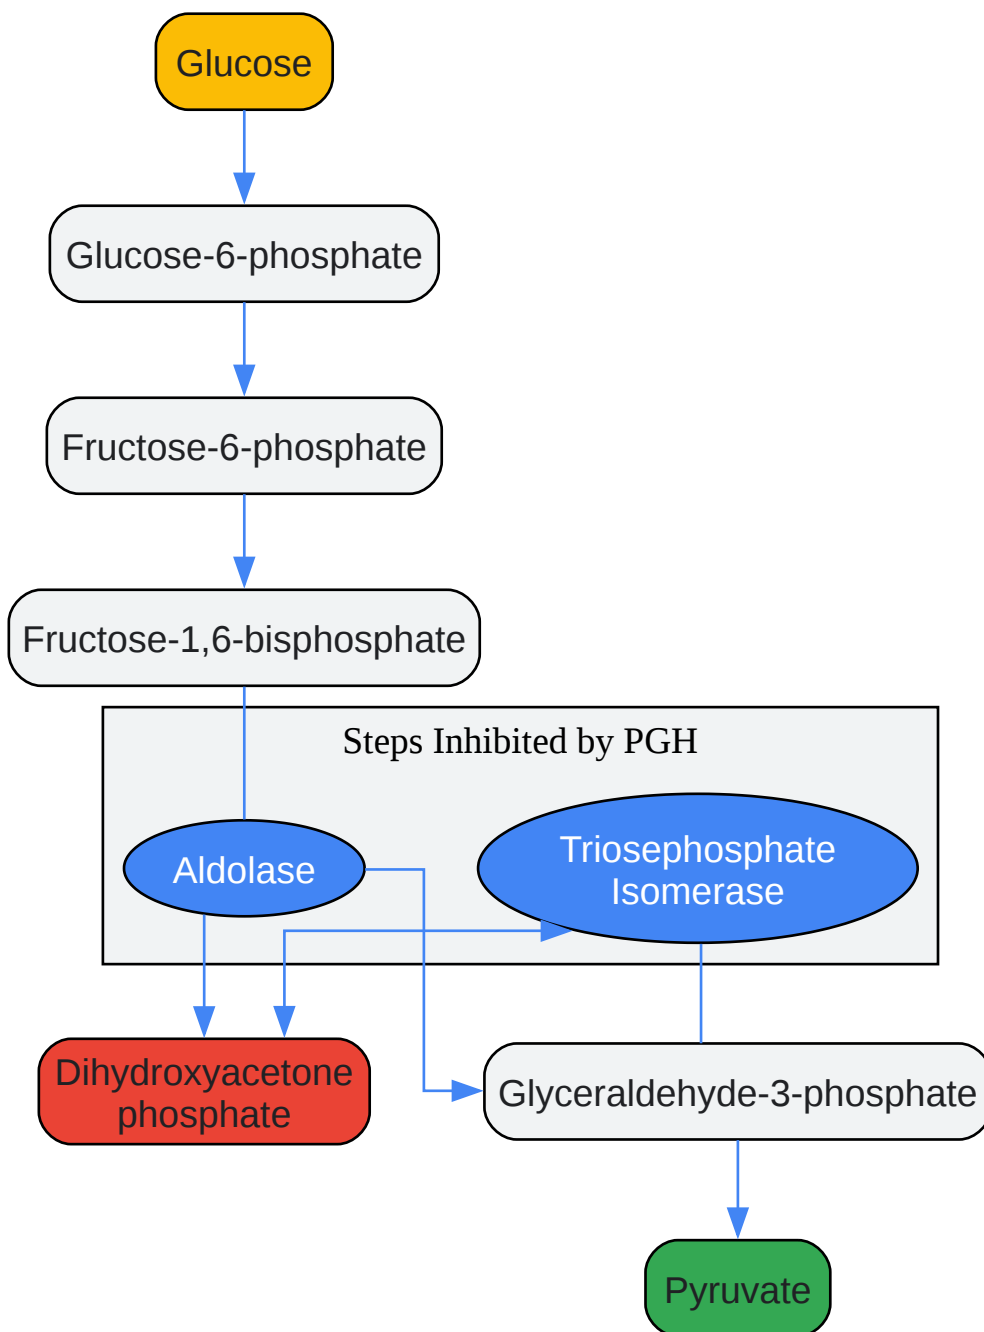 Glucose
Glucose-6-phosphate
Fructose-6-phosphate
Fructose-1,6-bisphosphate
Steps Inhibited by PGH
Aldolase
Triosephosphate
Isomerase
Dihydroxyacetone
phosphate
Glyceraldehyde-3-phosphate
Pyruvate